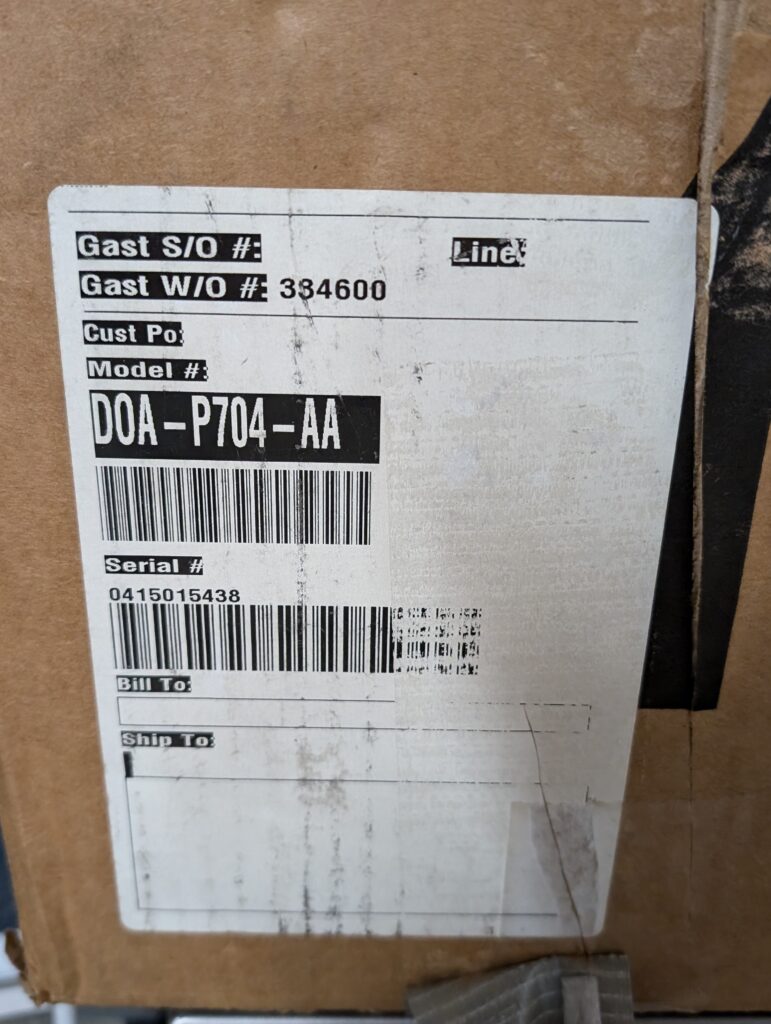 Gast S/O #: Line:
Gast W/O #: 384600
Cust Po:
Model #:
DOA-P704-AA
Serial #
0415015438
Bill To:
Ship To: